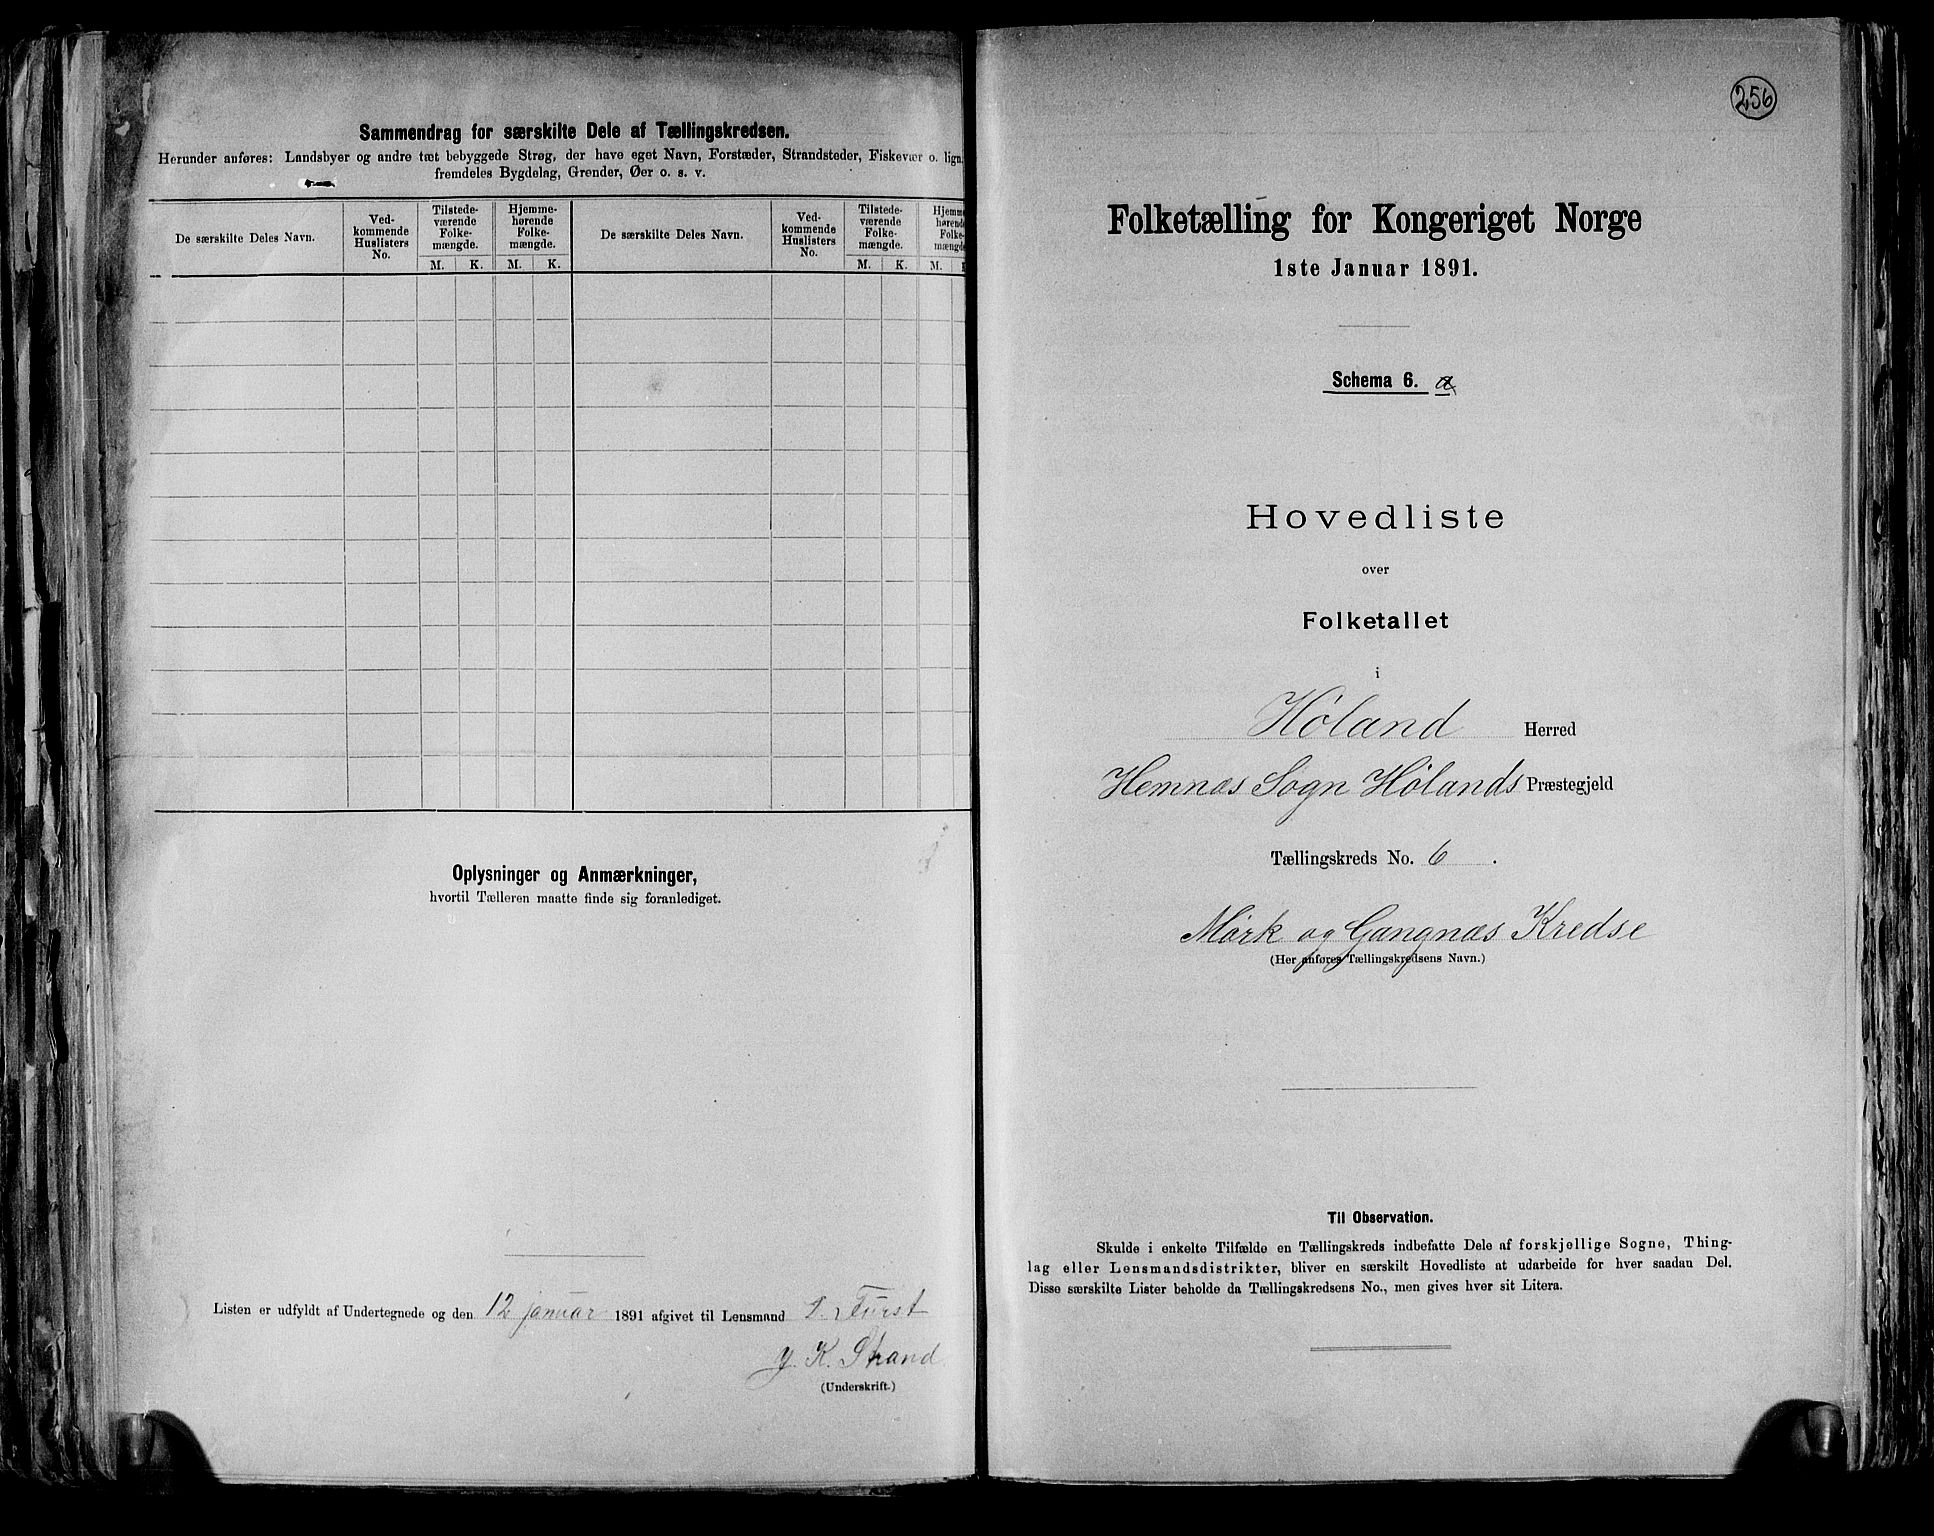 Sammendrag for særskilte Dele af Tællingskredsen.
Herunder anføres: Landsbyer og andre tæt bebyggede Strøg, der have eget Navn, Forstæder, Strandsteder, Fiskevær o. lign.
fremdeles Bygdelag, Grender, Øer o. s. v.
De særskilte Deles Navn.
Ved-
kommende
Huslisters
No.
Tilstede-
værende
Folke-
mængde.
M. K.
Hjemme-
hørende
Folke-
mængde.
M. K.
De særskilte Deles Navn.
Ved-
kommende
Huslisters
No.
Tilstede-
værende
Folke-
mængde.
M. K.
Hjemme-
hørende
Folke-
mængde
M.
Oplysninger og Anmærkninger,
hvortil Tælleren maatte finde sig foranlediget.
Listen er udfyldt af Undertegnede og den 12 januar 1891 afgivet til Lensmand Furst
K. Strand
(Underskrift.)
256
Folketælling for Kongeriget Norge
1ste Januar 1891.
Schema 6. a
Hovedliste
over
Folketallet
i
Høland Herred
Hemnæs Sogn Hølands Præstegjeld
Tællingskreds No. 6.
Mørk og Gangnæs Kredse
(Her anføres Tællingskredsens Navn.)
Til Observation.
Skulde i enkelte Tilfælde en Tællingskreds indbefatte Dele af forskjellige Sogne, Thing-
lag eller Lensmandsdistrikter, bliver en særskilt Hovedliste at udarbeide for hver saadan Del.
Disse særskilte Lister beholde da Tællingskredsens No., men gives hver sit Litera.